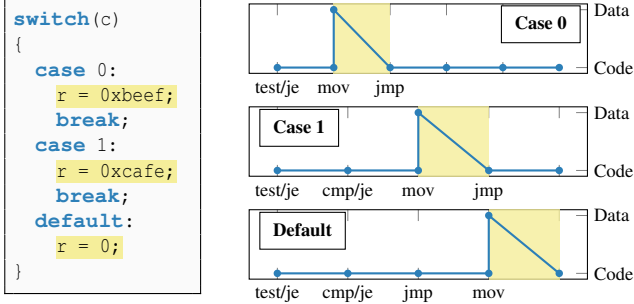 switch(c)
{
case 0:
r = 0xbeef;
break;
case 1:
r = 0xcafe;
break;
default:
r = 0;
}
Case 0
Data
Code
test/je mov jmp
Case 1
Data
Code
test/je cmp/je mov jmp
Default
Data
Code
test/je cmp/je jmp mov